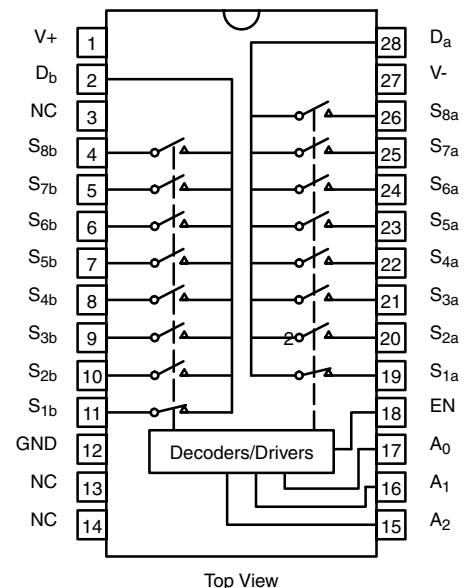 V+ 1 28 Da
Db 2 27 V-
NC 3 26 S8a
S8b 4 25 S7a
S7b 5 24 S6a
S6b 6 23 S5a
S5b 7 22 S4a
S4b 8 21 S3a
S3b 9 2 20 S2a
S2b 10 19 S1a
S1b 11 18 EN
GND 12 Decoders/Drivers 17 A0
NC 13 16 A1
NC 14 15 A2
Top View